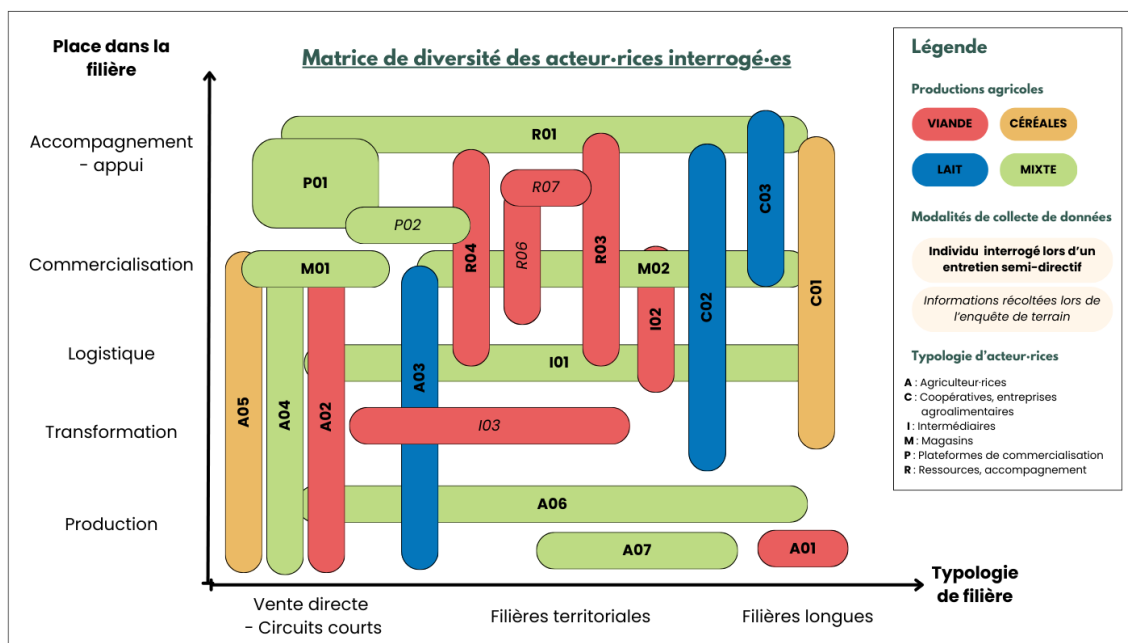 Place dans la
filière
Matrice de diversité des acteur·rices interrogé·es
Accompagnement
- appui
Commercialisation
Logistique
Transformation
Production
R01
P01
P02
R07
R04
R06
R03
C03
M01
M02
C02
C01
I02
I01
A03
A05
A04
A02
I03
A06
A07
A01
Vente directe
- Circuits courts
Filières territoriales
Filières longues
Typologie
de filière
Légende
Productions agricoles
VIANDE
CÉRÉALES
LAIT
MIXTE
Modalités de collecte de données
Individu interrogé lors d'un
entretien semi-directif
Informations récoltées lors de
l'enquête de terrain
Typologie d'acteur·rices
A : Agriculteur·rices
C : Coopératives, entreprises
agroalimentaires
I : Intermédiaires
M : Magasins
P : Plateformes de commercialisation
R : Ressources, accompagnement